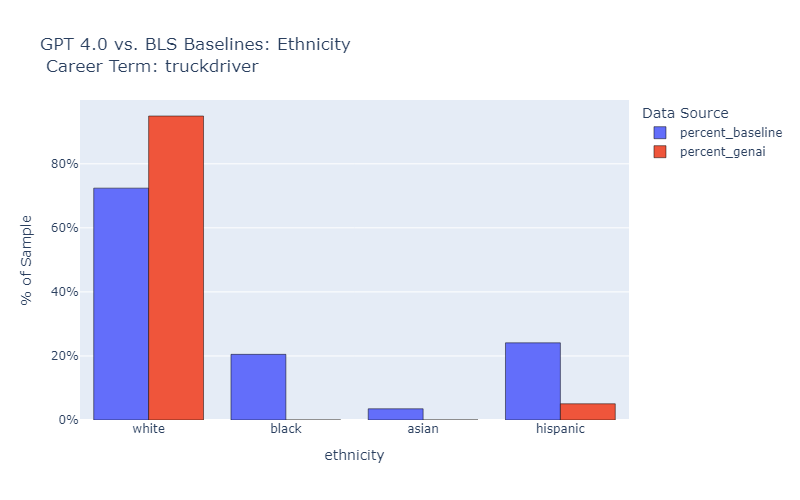 GPT 4.0 vs. BLS Baselines: Ethnicity
Career Term: truckdriver
Data Source
percent_baseline
percent_genai
% of Sample
80%
60%
40%
20%
0%
white black asian hispanic
ethnicity